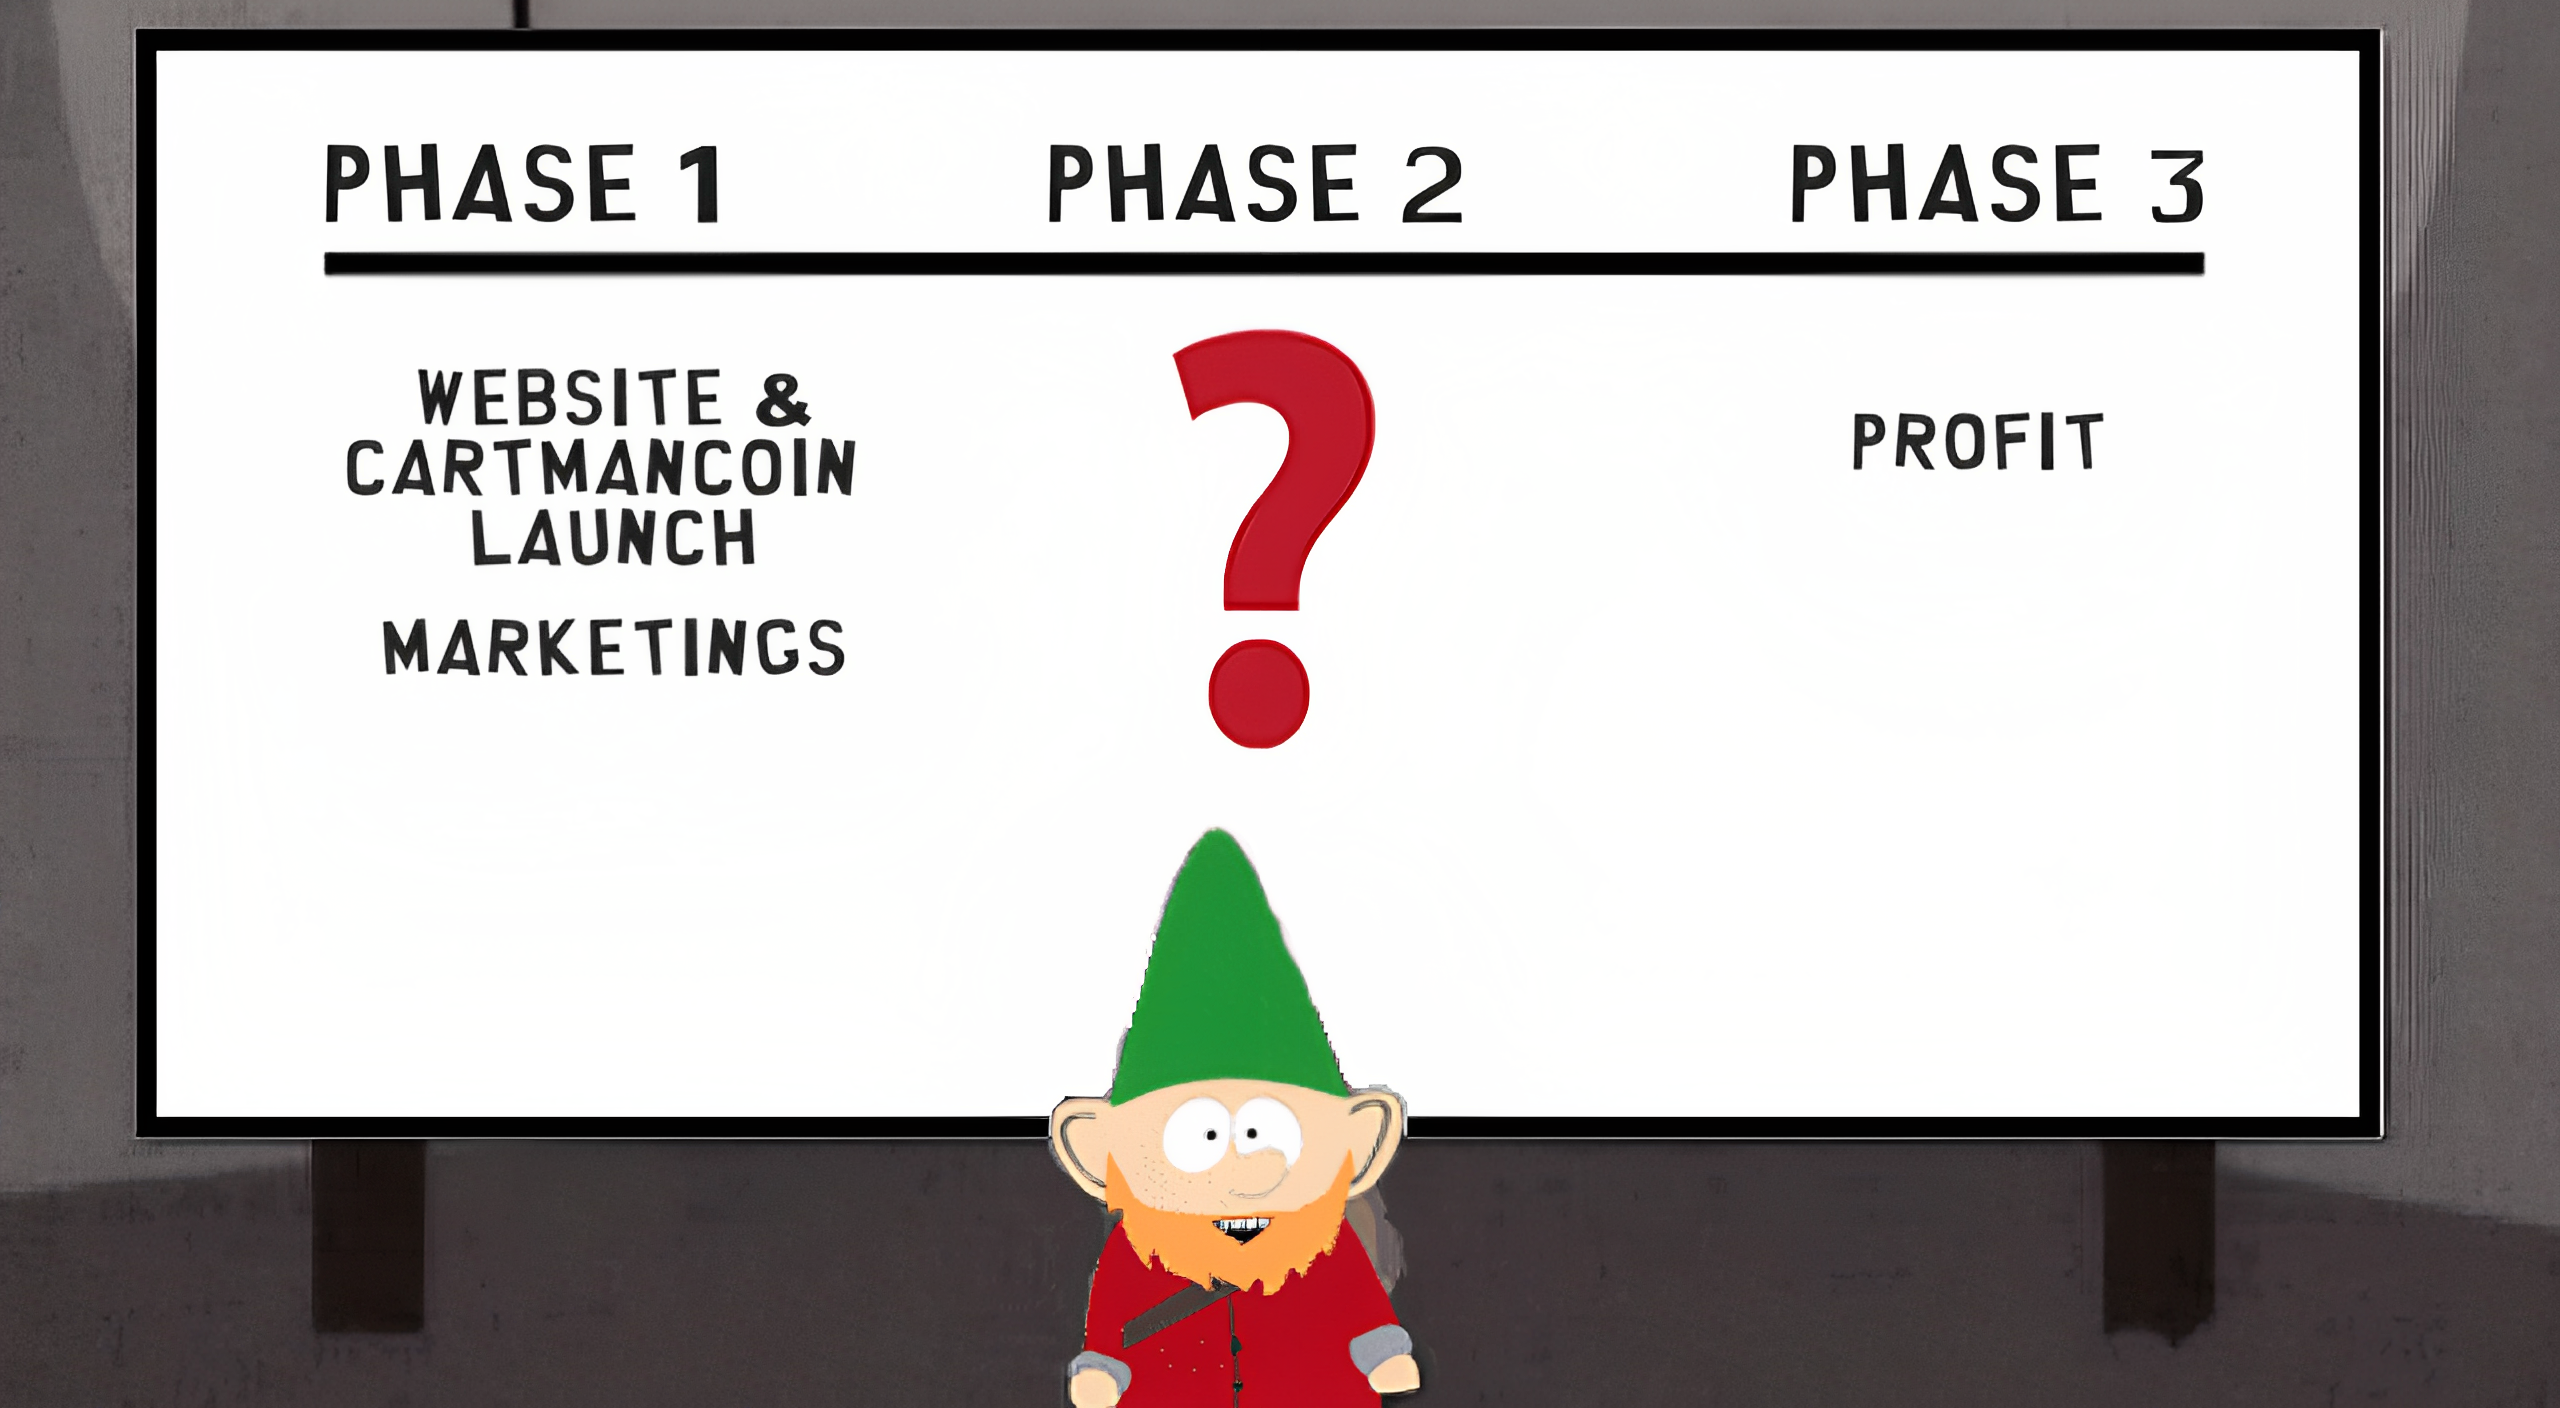 PHASE 1 PHASE 2 PHASE 3
WEBSITE &
CARTMANCOIN
LAUNCH
MARKETINGS
?
PROFIT